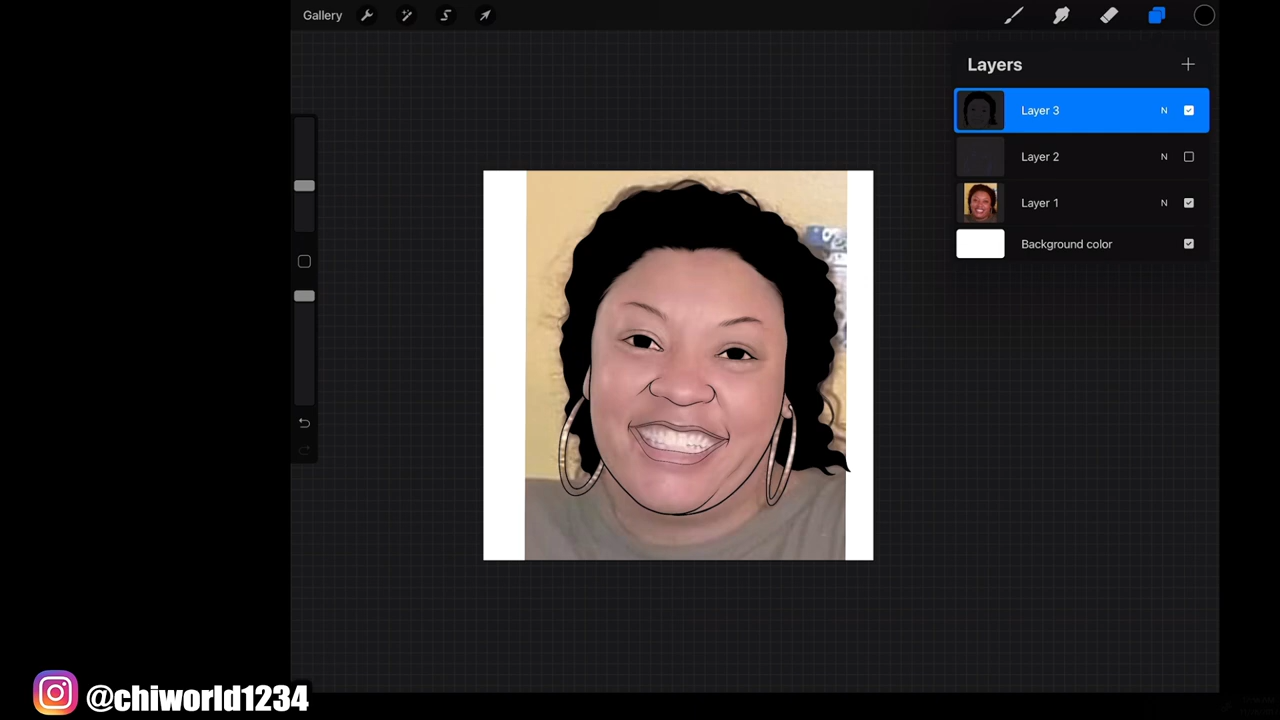 Gallery
Layers
Layer 3 N
Layer 2 N
Layer 1 N
Background color
@chiworld1234